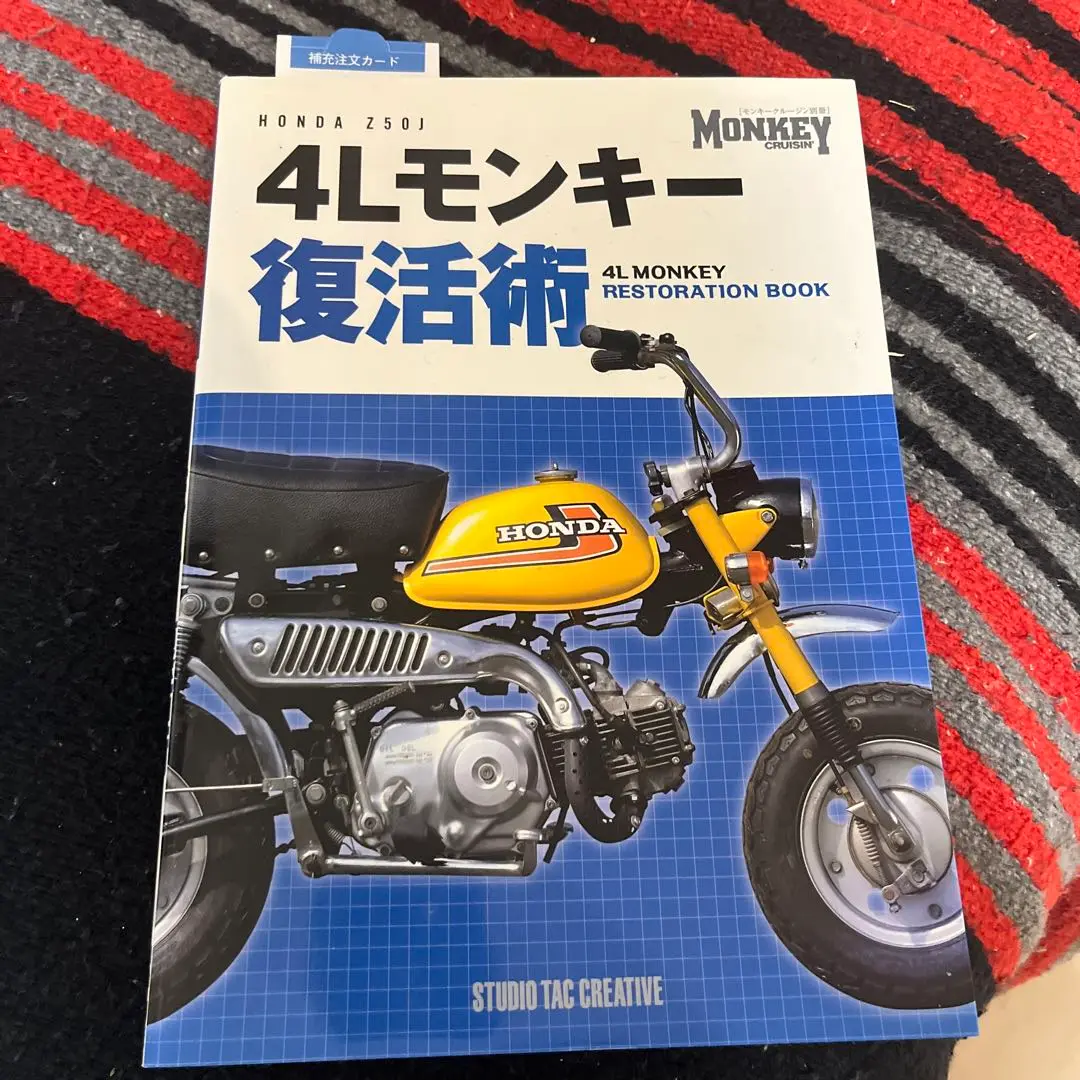 補充注文カード
HONDA Z50J
[モンキークルージン別冊]
MONKEY
CRUISIN'
4Lモンキー
復活術
4L MONKEY
RESTORATION BOOK
HONDA
STUDIO TAC CREATIVE